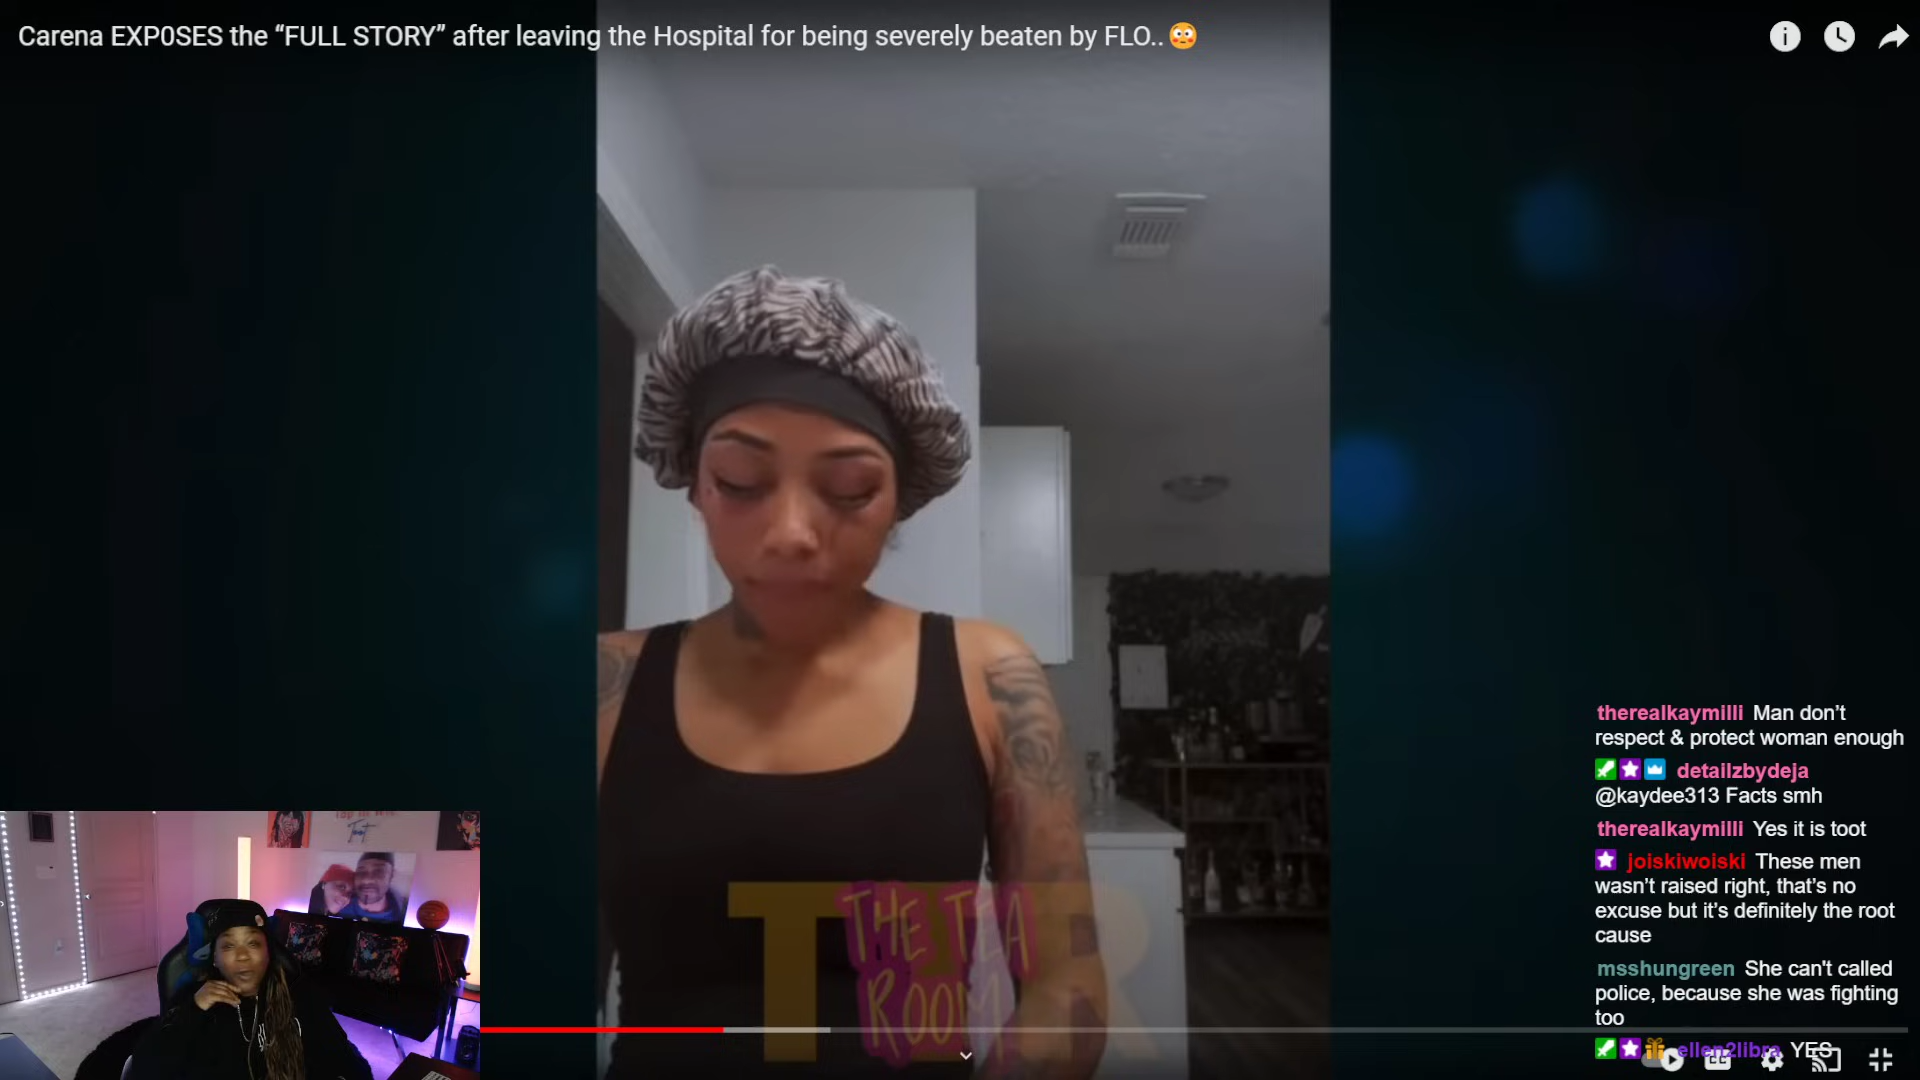 Carena EXP0SES the “FULL STORY” after leaving the Hospital for being severely beaten by FLO..😳
therealkaymilli Man don’t
respect & protect woman enough
detailzbydeja
@kaydee313 Facts smh
therealkaymilli Yes it is toot
joiskiwoiski These men
wasn’t raised right, that’s no
excuse but it’s definitely the root
cause
msshungreen She can't called
police, because she was fighting
too
ellen2libra YES
THE TEA
ROOM